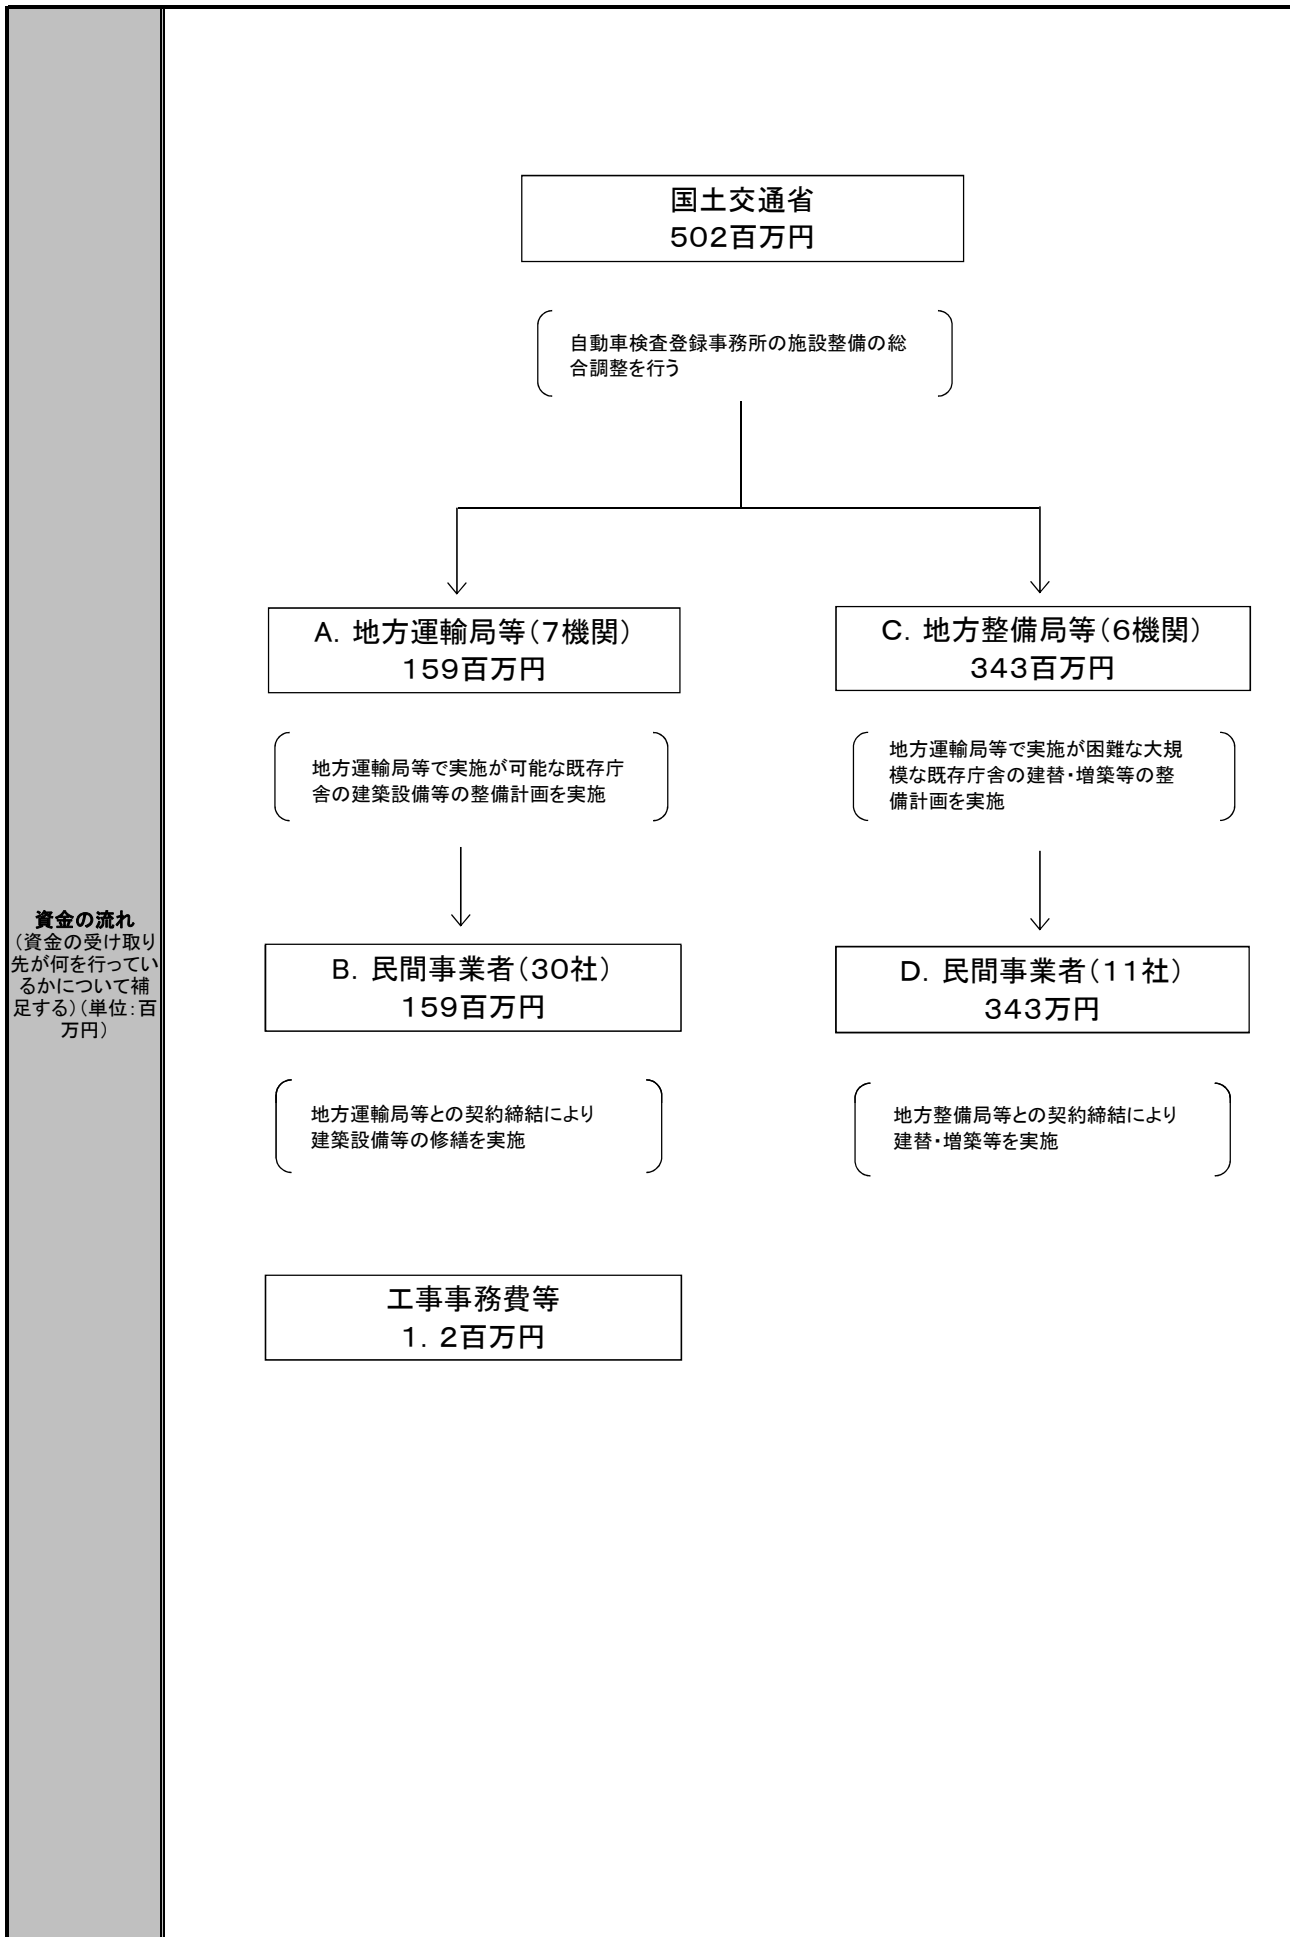 資金の流れ
(資金の受け取り
先が何を行ってい
るかについて補
足する)(単位:百
万円)
国土交通省
502百万円
自動車検査登録事務所の施設整備の総
合調整を行う
A.地方運輸局等(7機関)
159百万円
C.地方整備局等(6機関)
343百万円
地方運輸局等で実施が可能な既存庁
舎の建築設備等の整備計画を実施
地方運輸局等で実施が困難な大規
模な既存庁舎の建替・増築等の整
備計画を実施
B.民間事業者(30社)
159百万円
D.民間事業者(11社)
343万円
地方運輸局等との契約締結により
建築設備等の修繕を実施
地方整備局等との契約締結により
建替・増築等を実施
工事事務費等
1.2百万円